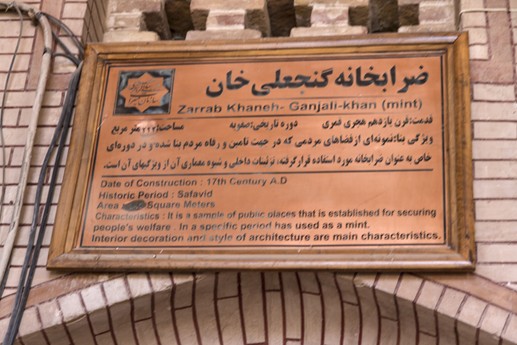 ضرابخانه گنجعلی خان
Zarrab Khaneh- Ganjali-khan (mint)
قدمت: قرن یازدهم هجری قمری دوره تاریخی: صفویه مساحت: متر مربع
ویژگی بنا: نمونه‌ای از فضاهای مردمی که در جهت تامین و رفاه مردم بنا شده و در دوره‌ای
خاص به عنوان ضرابخانه مورد استفاده قرار گرفته، تزئینات داخلی و شیوه معماری آن از ویژگیهای آن است.
Date of Construction : 17th Century A.D
Historic Period : Safavid
Area : Square Meters
Characteristics : It is a sample of public places that is established for securing
people's welfare . In a specific period has used as a mint.
Interior decoration and style of architecture are main characteristics.